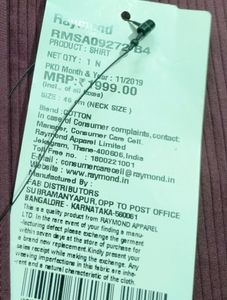 Raymond
RMSA09272-B4
PRODUCT: SHIRT
NET QTY: 1 N
PKD Month & Year: 11/2019
MRP: ₹1999.00
(Incl. of all taxes)
SIZE: 46 cm (NECK SIZE)
Blend: COTTON
In case of Consumer complaints, contact:
Manager, Consumer Care Cell,
Raymond Apparel Limited
Jekegram, Thane-400606, India
Toll Free no.: 1800221001
E-Mail: consumercarecell@raymond.in
Website: www.raymond.in
Manufactured By:
FAB DISTRIBUTORS
SUBRAMANYAPUR, OPP TO POST OFFICE
BANGALORE - KARNATAKA-560061
This is a quality product from RAYMOND APPAREL
LTD. In the rare event of your finding a
manufacturing defect please exchange the garment
within seven days at the store of purchase for
a brand new replacement. Kindly present your
sales receipt while making the exchange. Any
weaving imperfections in this fabric are
and a natural characteristic of the cloth.